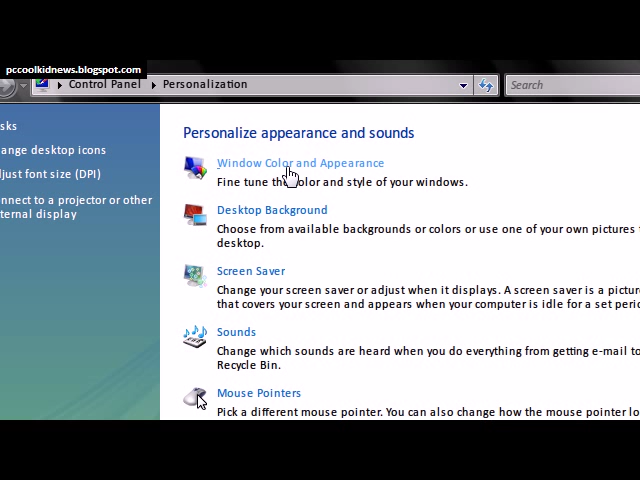 pccoolkidnews.blogspot.com
Control Panel Personalization Search
sks
ange desktop icons
just font size (DPI)
nnect to a projector or other
ternal display
Personalize appearance and sounds
Window Color and Appearance
Fine tune the color and style of your windows.
Desktop Background
Choose from available backgrounds or colors or use one of your own pictures t
desktop.
Screen Saver
Change your screen saver or adjust when it displays. A screen saver is a pictur
that covers your screen and appears when your computer is idle for a set perio
Sounds
Change which sounds are heard when you do everything from getting e-mail to
Recycle Bin.
Mouse Pointers
Pick a different mouse pointer. You can also change how the mouse pointer lo